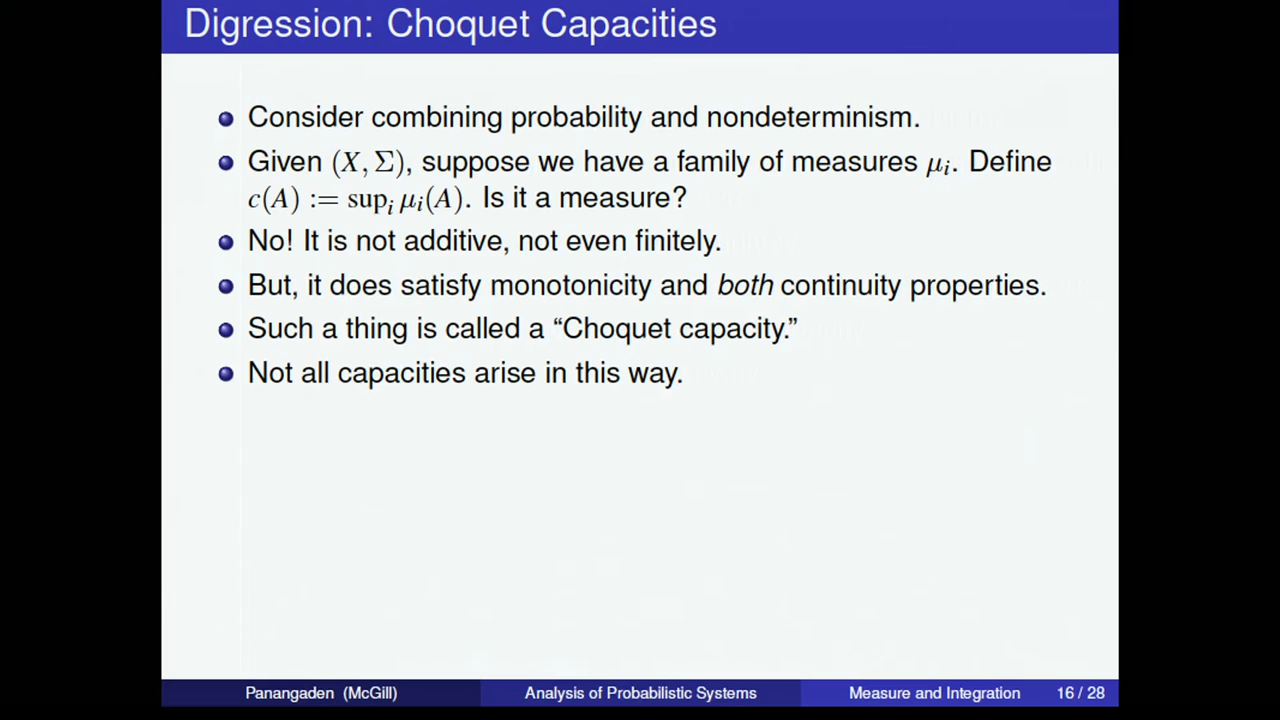 Digression: Choquet Capacities
Consider combining probability and nondeterminism.
Given (X, Σ), suppose we have a family of measures μᵢ. Define
c(A) := supᵢ μᵢ(A). Is it a measure?
No! It is not additive, not even finitely.
But, it does satisfy monotonicity and both continuity properties.
Such a thing is called a “Choquet capacity.”
Not all capacities arise in this way.
Panangaden (McGill) Analysis of Probabilistic Systems Measure and Integration 16 / 28